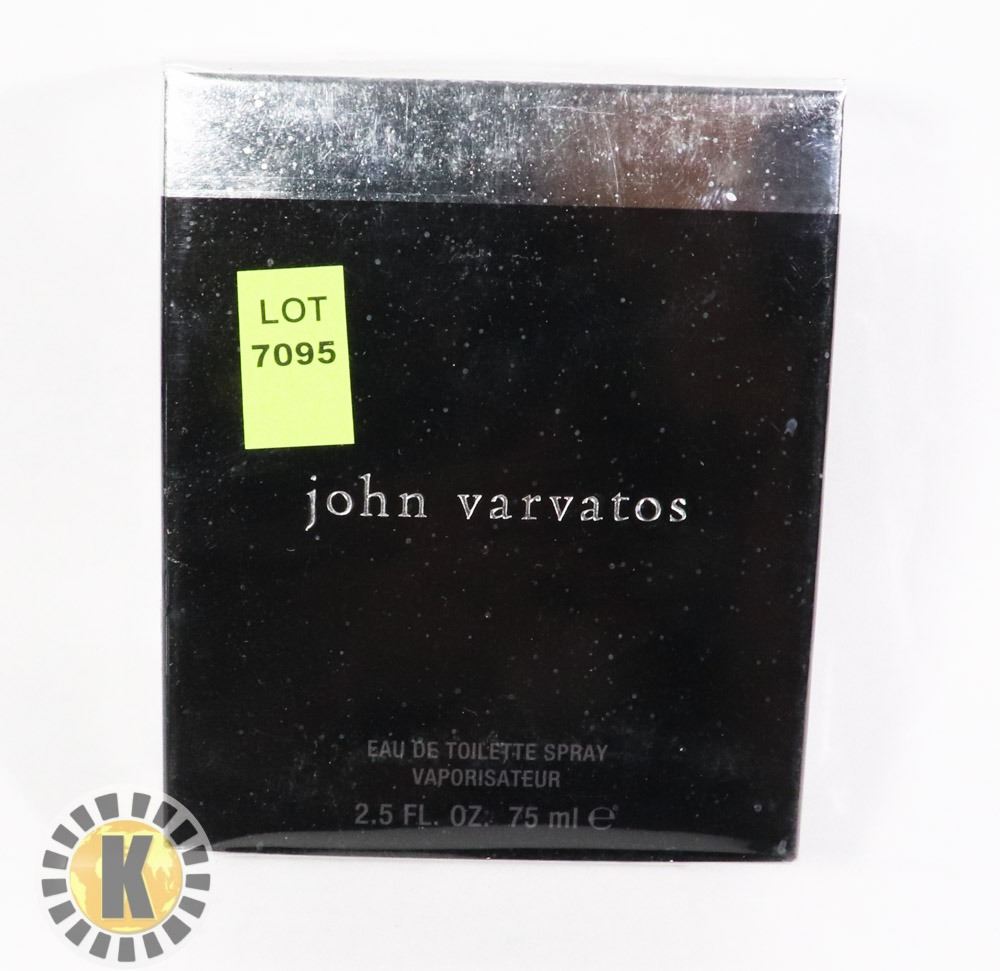 LOT
7095
john varvatos
EAU DE TOILETTE SPRAY
VAPORISATEUR
2.5 FL. OZ. 75 ml ℮
K